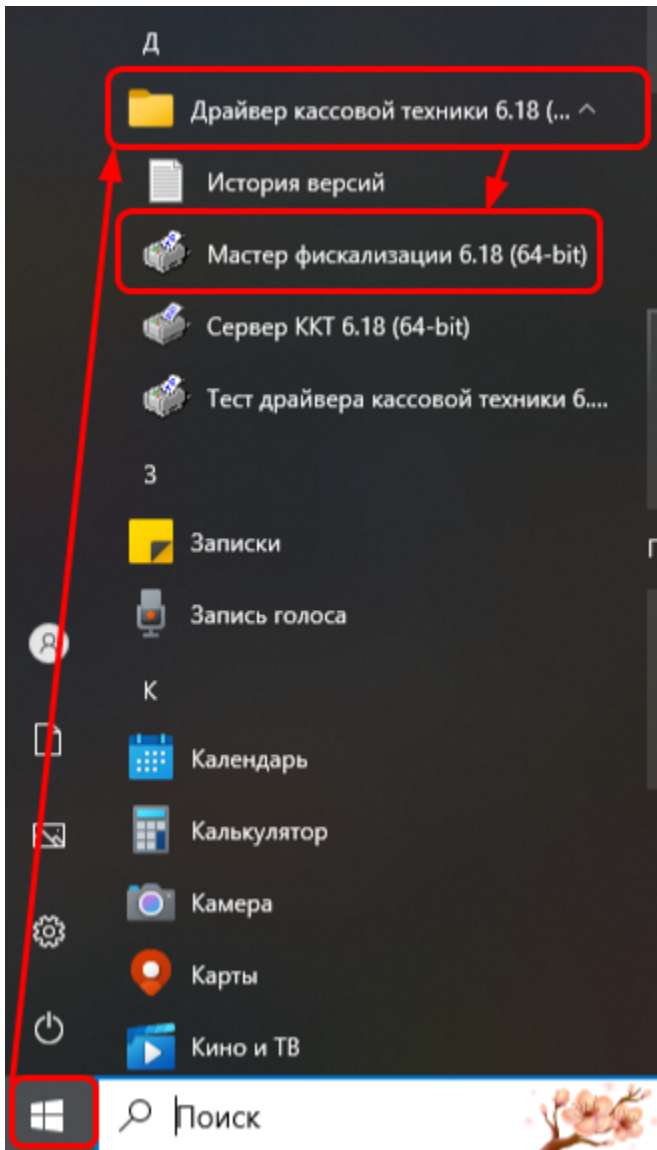 Д
Драйвер кассовой техники 6.18 (...
История версий
Мастер фискализации 6.18 (64-bit)
Сервер ККТ 6.18 (64-bit)
Тест драйвера кассовой техники 6....
З
Записки
Запись голоса
К
Календарь
Калькулятор
Камера
Карты
Кино и ТВ
Поиск